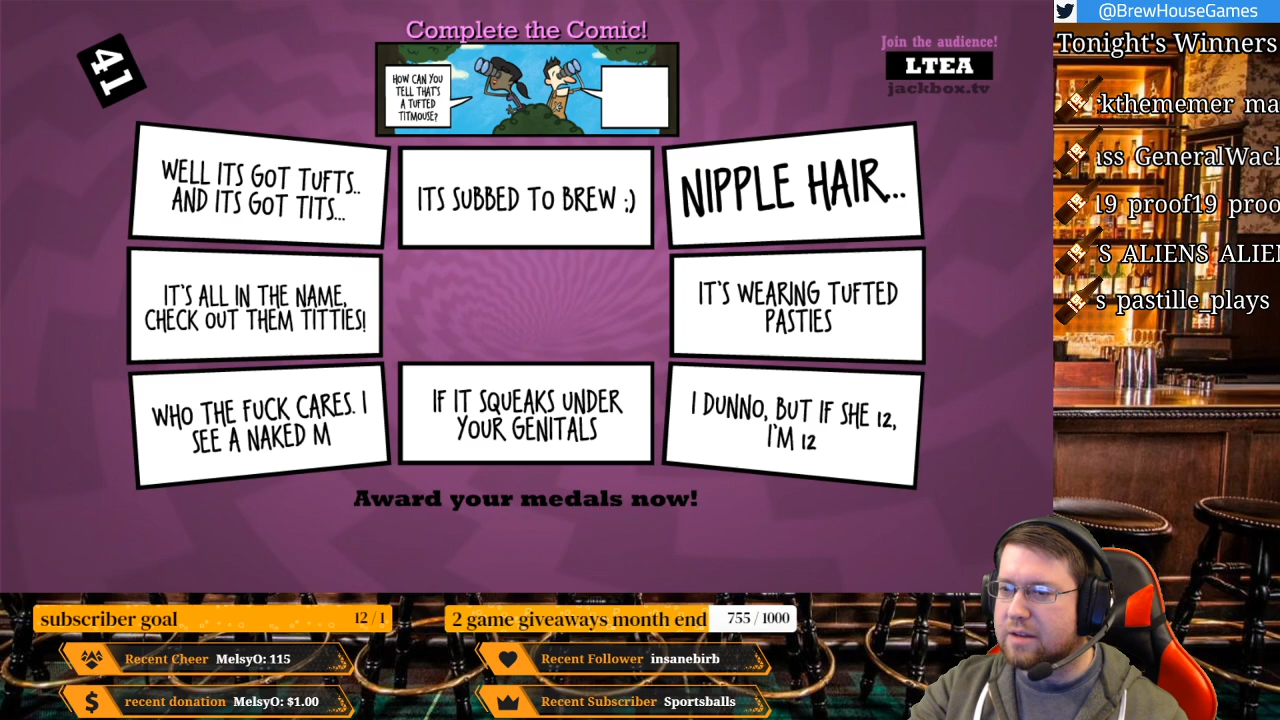 Complete the Comic!
41
HOW CAN YOU
TELL THAT'S
A TUFTED
TITMOUSE?
Join the audience!
LTEA
jackbox.tv
WELL ITS GOT TUFTS..
AND ITS GOT TITS...
ITS SUBBED TO BREW :)
NIPPLE HAIR...
IT'S ALL IN THE NAME,
CHECK OUT THEM TITTIES!
IT'S WEARING TUFTED
PASTIES
WHO THE FUCK CARES. I
SEE A NAKED M
IF IT SQUEAKS UNDER
YOUR GENITALS
I DUNNO, BUT IF SHE 12,
I'M 12
Award your medals now!
@BrewHouseGames
Tonight's Winners
kthememer ma
ass GeneralWack
19 proof19 proo
S ALIENS ALIEN
s pastille_plays
subscriber goal 12 / 1
2 game giveaways month end 755 / 1000
Recent Cheer MelsyO: 115
Recent Follower insanebirb
recent donation MelsyO: $1.00
Recent Subscriber Sportsballs